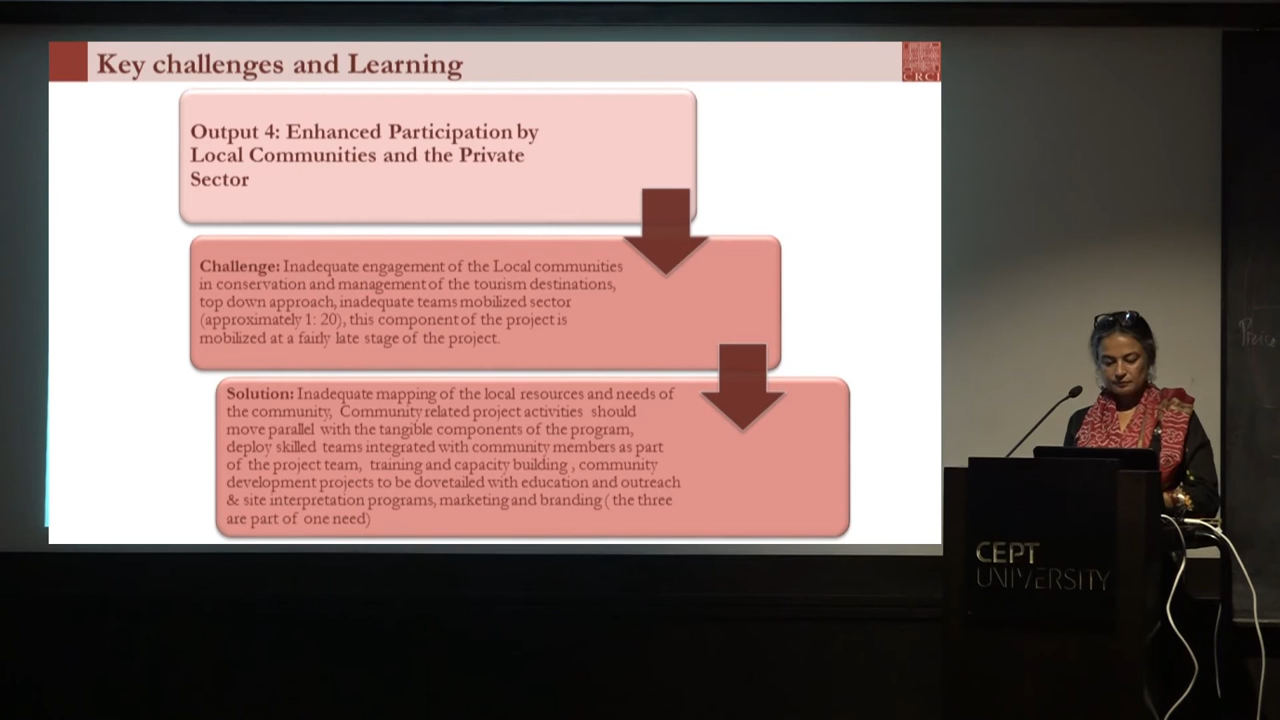 Key challenges and Learning
CRCI
Output 4: Enhanced Participation by
Local Communities and the Private
Sector
Challenge: Inadequate engagement of the Local communities
in conservation and management of the tourism destinations,
top down approach, inadequate teams mobilized sector
(approximately 1: 20), this component of the project is
mobilized at a fairly late stage of the project.
Solution: Inadequate mapping of the local resources and needs of
the community, Community related project activities should
move parallel with the tangible components of the program,
deploy skilled teams integrated with community members as part
of the project team, training and capacity building , community
development projects to be dovetailed with education and outreach
& site interpretation programs, marketing and branding ( the three
are part of one need)
CEPT
UNIVERSITY